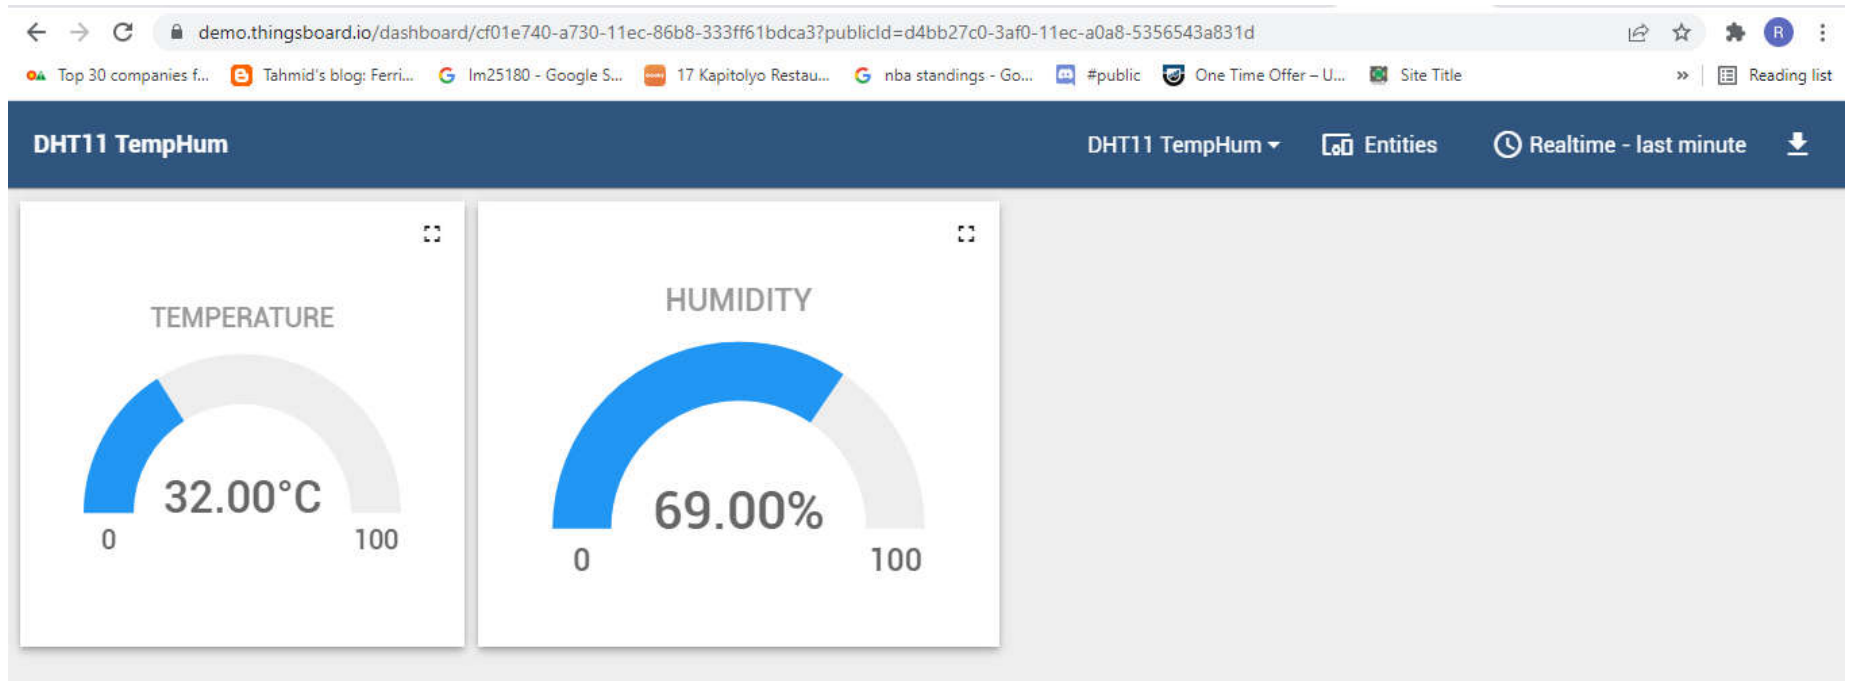 demo.thingsboard.io/dashboard/cf01e740-a730-11ec-86b8-333ff61bdca3?publicId=d4bb27c0-3af0-11ec-a0a8-5356543a831d R
Top 30 companies f... Tahmid's blog: Ferri... Im25180 - Google S... 17 Kapitolyo Restau... nba standings - Go... #public One Time Offer – U... Site Title » Reading list
DHT11 TempHum DHT11 TempHum Entities Realtime - last minute
TEMPERATURE
32.00°C
0 100
HUMIDITY
69.00%
0 100